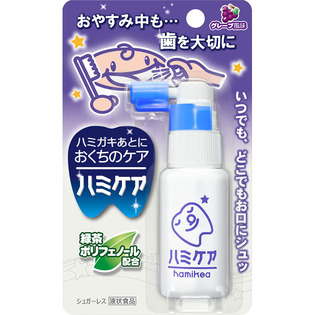 おやすみ中も…
歯を大切に
グレープ風味
いつでも、どこでもお口にシュッ
ハミガキあとに
おくちのケア
ハミケア
緑茶
ポリフェノール
配合
シュガーレス 液状食品
ハミケア
hamikea